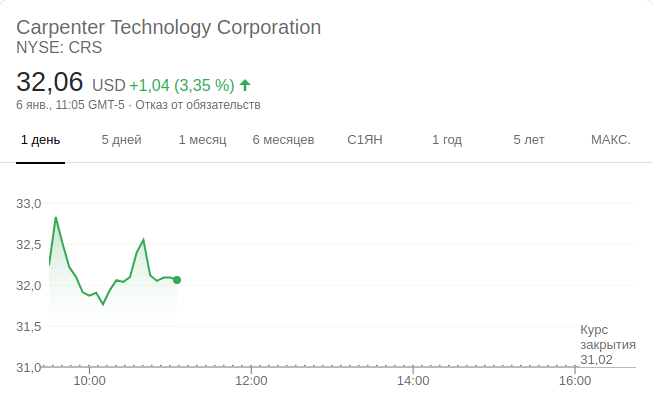 Carpenter Technology Corporation
NYSE: CRS
32,06 USD +1,04 (3,35 %)
6 янв., 11:05 GMT-5 · Отказ от обязательств
1 день 5 дней 1 месяц 6 месяцев С1ЯН 1 год 5 лет МАКС.
33,0
32,5
32,0
31,5
Курс
закрытия
31,02
31,0
10:00 12:00 14:00 16:00